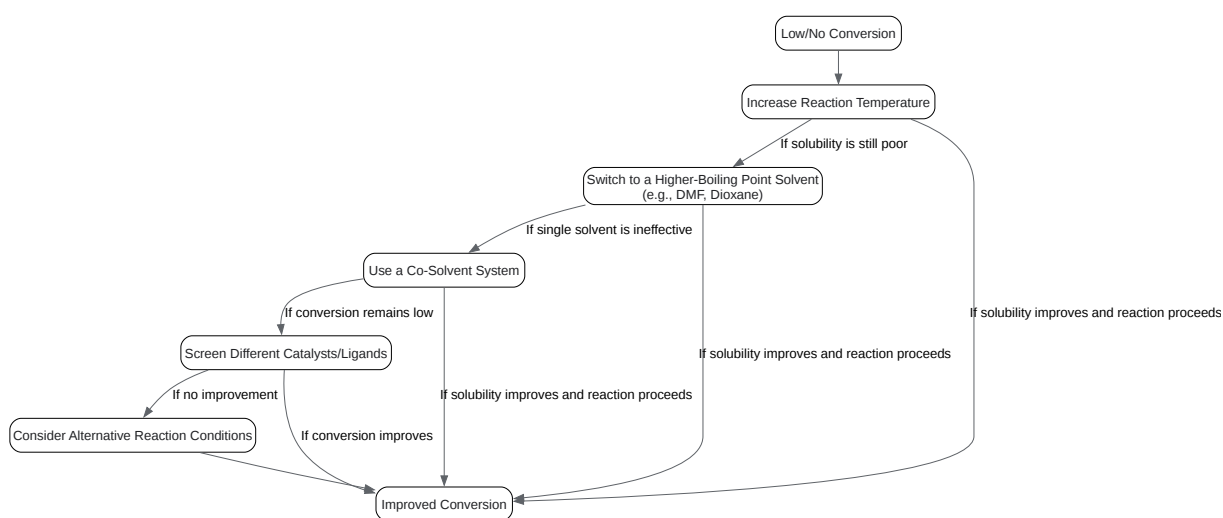 Low/No Conversion
Increase Reaction Temperature
If solubility is still poor
Switch to a Higher-Boiling Point Solvent
(e.g., DMF, Dioxane)
If single solvent is ineffective
Use a Co-Solvent System
If conversion remains low
If solubility improves and reaction proceeds
Screen Different Catalysts/Ligands
If solubility improves and reaction proceeds
If no improvement
If solubility improves and reaction proceeds
Consider Alternative Reaction Conditions
If conversion improves
Improved Conversion